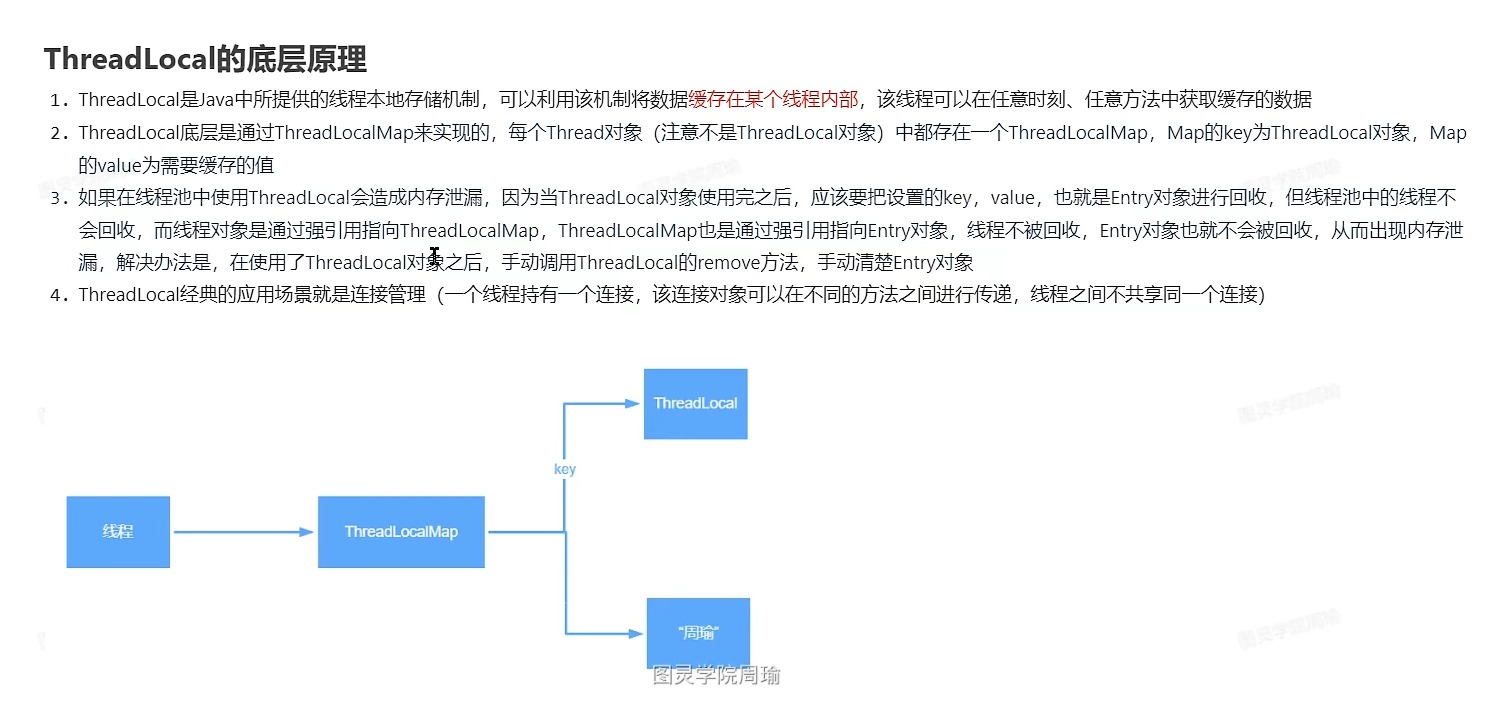 ThreadLocal的底层原理
1. ThreadLocal是Java中所提供的线程本地存储机制，可以利用该机制将数据缓存在某个线程内部，该线程可以在任意时刻、任意方法中获取缓存的数据
2. ThreadLocal底层是通过ThreadLocalMap来实现的，每个Thread对象（注意不是ThreadLocal对象）中都存在一个ThreadLocalMap，Map的key为ThreadLocal对象，Map
的value为需要缓存的值
3. 如果在线程池中使用ThreadLocal会造成内存泄漏，因为当ThreadLocal对象使用完之后，应该要把设置的key，value，也就是Entry对象进行回收，但线程池中的线程不
会回收，而线程对象是通过强引用指向ThreadLocalMap，ThreadLocalMap也是通过强引用指向Entry对象，线程不被回收，Entry对象也就不会被回收，从而出现内存泄
漏，解决办法是，在使用了ThreadLocal对象之后，手动调用ThreadLocal的remove方法，手动清楚Entry对象
4. ThreadLocal经典的应用场景就是连接管理（一个线程持有一个连接，该连接对象可以在不同的方法之间进行传递，线程之间不共享同一个连接）
ThreadLocal
key
线程
ThreadLocalMap
“周瑜”
图灵学院周瑜
图灵学院周瑜
图灵学院周瑜